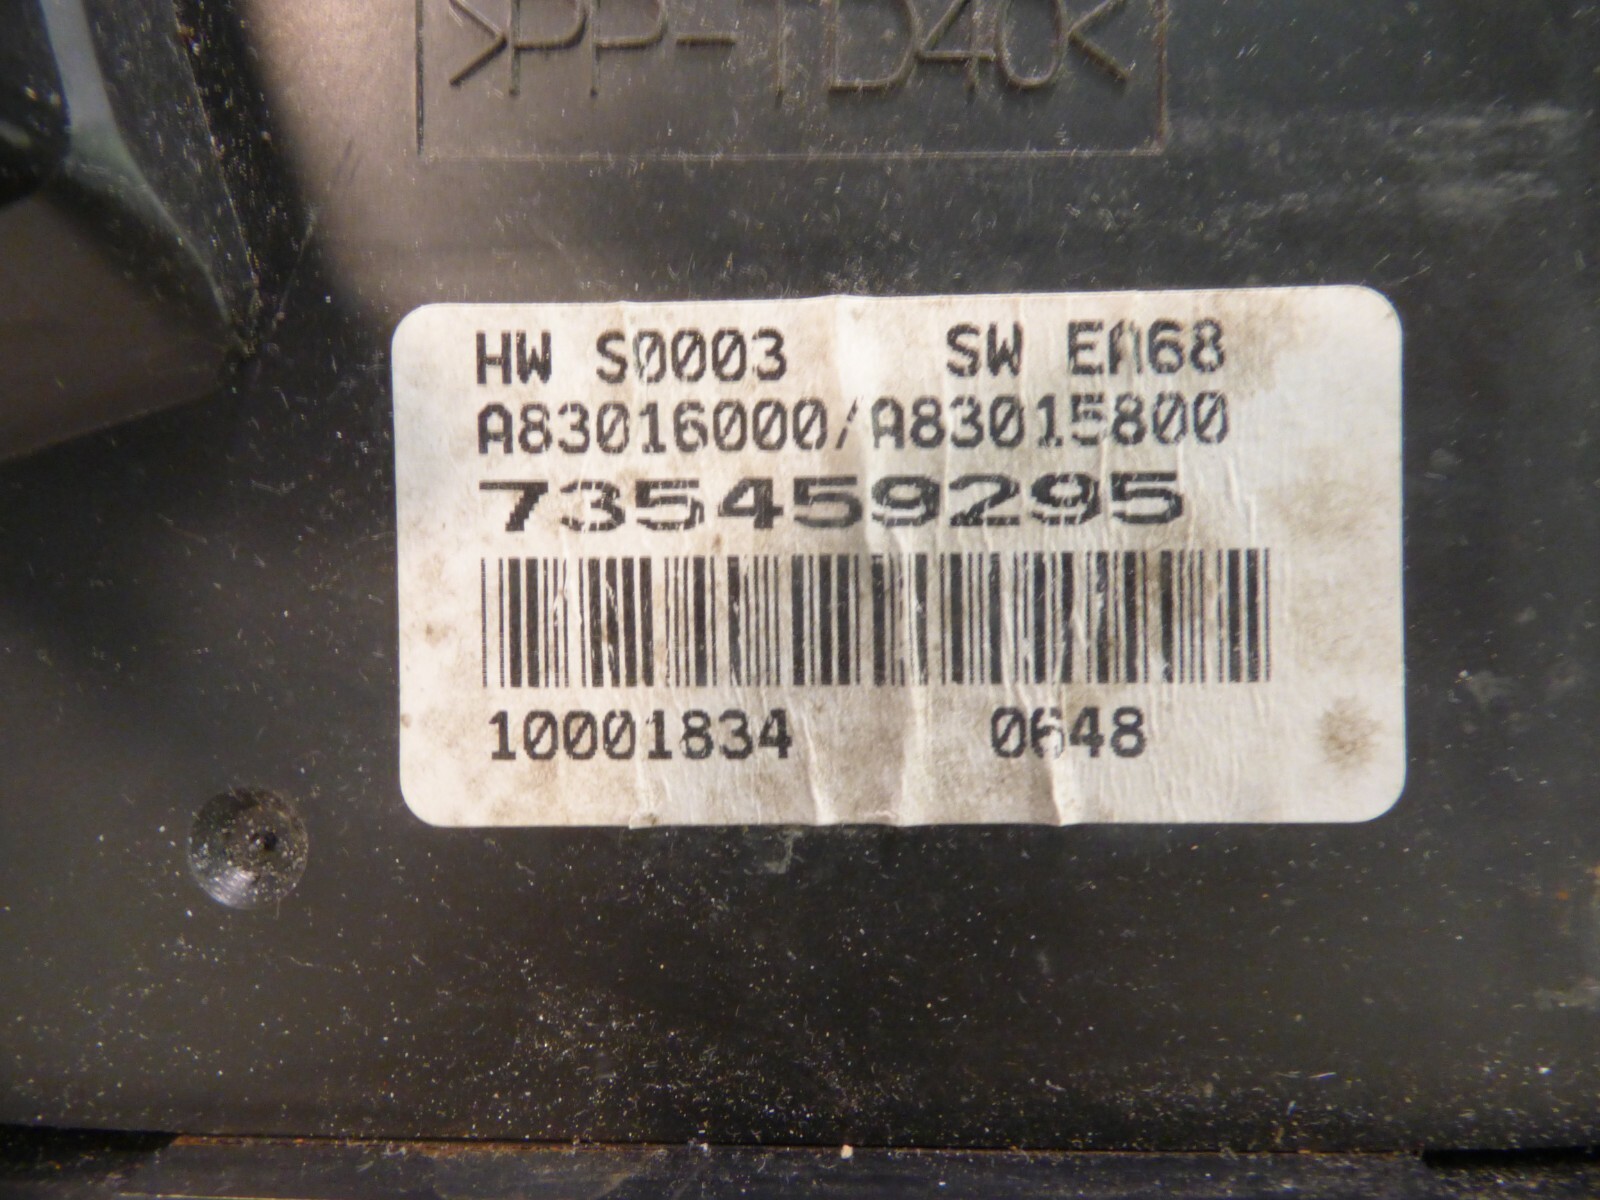 >PP-TD40<
HW S0003 SW EA68
A83016000/A83015800
735459295
10001834 0648